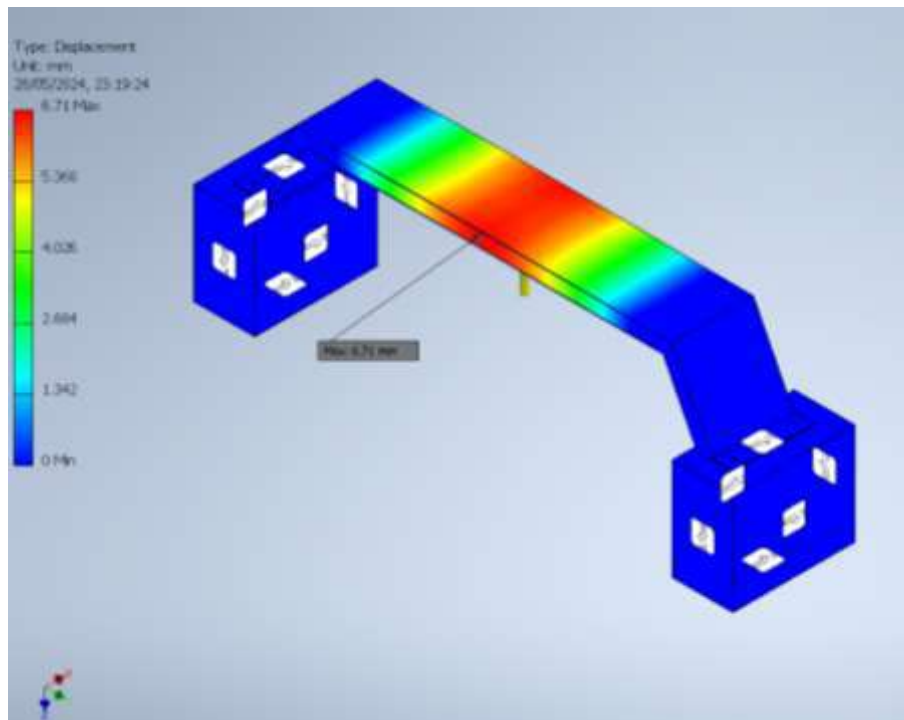 Type: Displacement
Unit: mm
28/05/2024, 23:19:24
6.71 Max
5.368
4.026
2.684
1.342
0 Min
Max: 6.71 mm